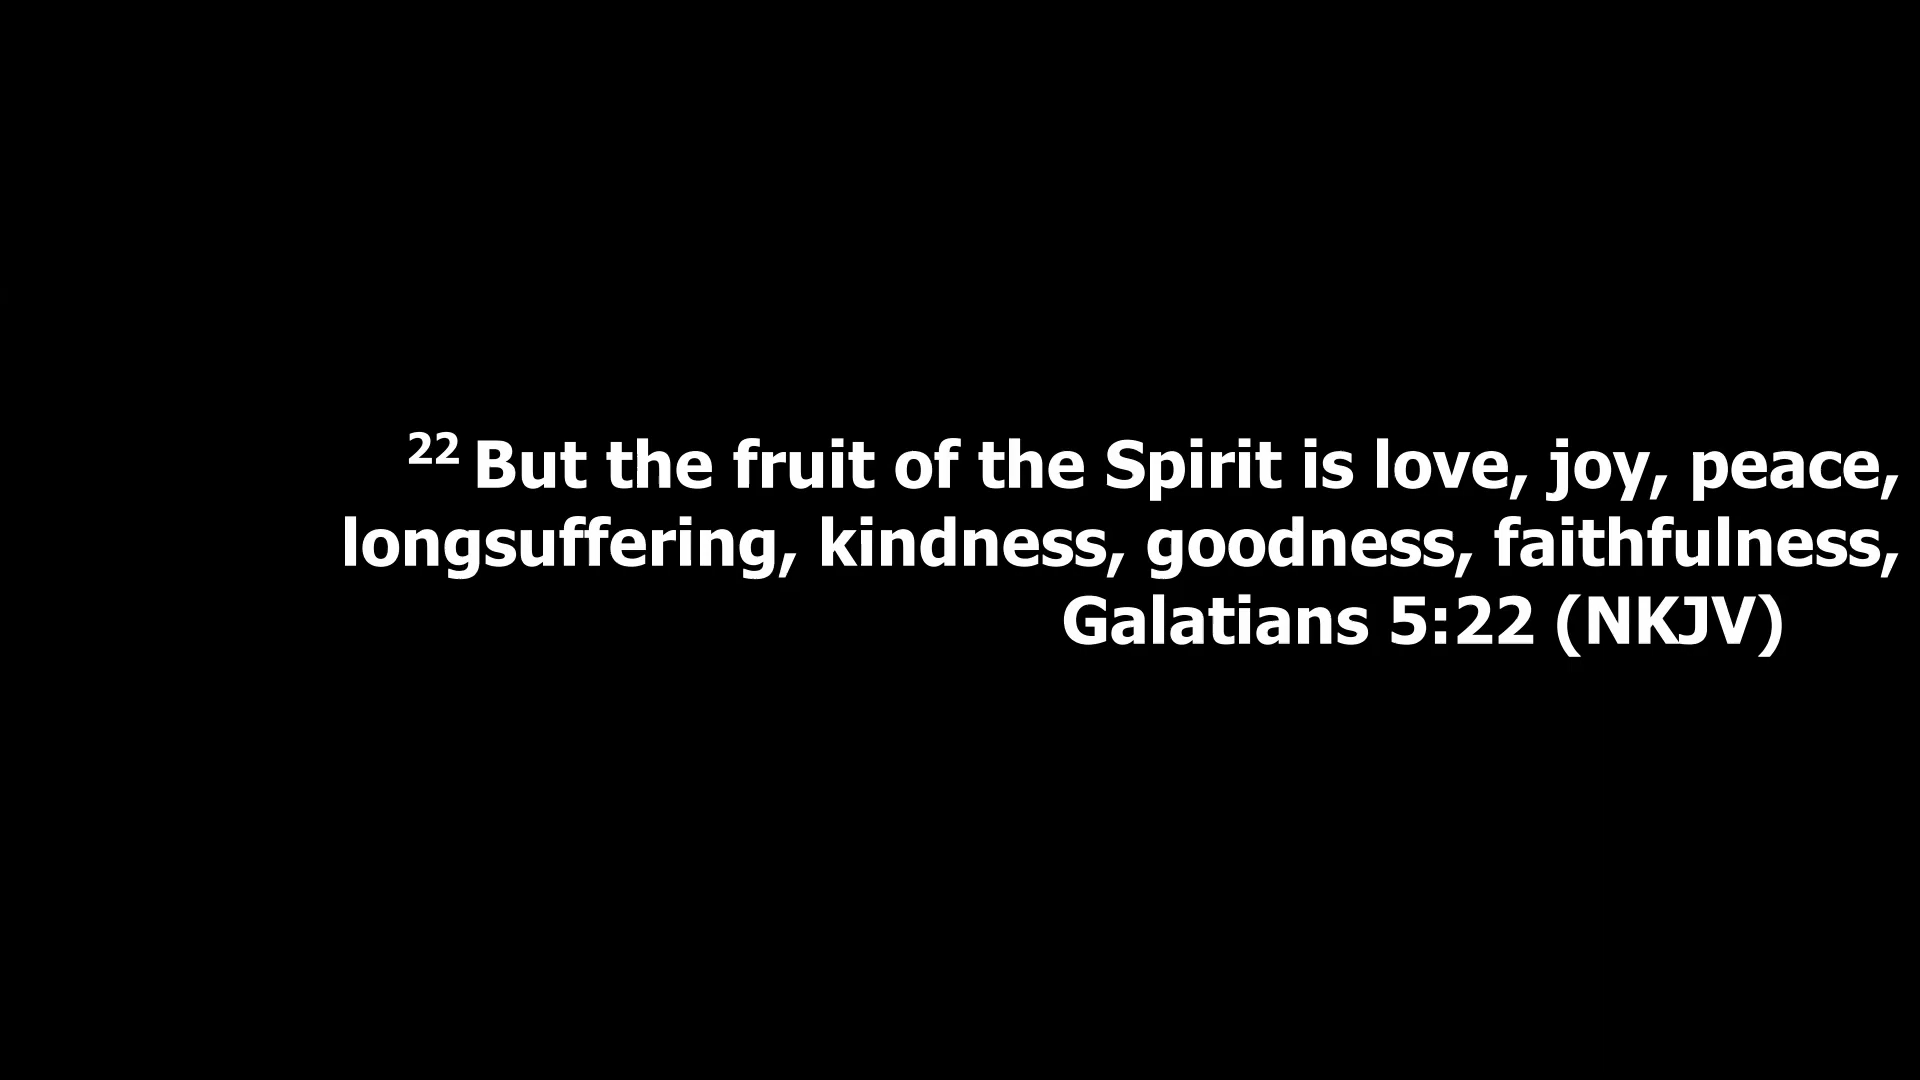 22 But the fruit of the Spirit is love, joy, peace,
longsuffering, kindness, goodness, faithfulness,
Galatians 5:22 (NKJV)